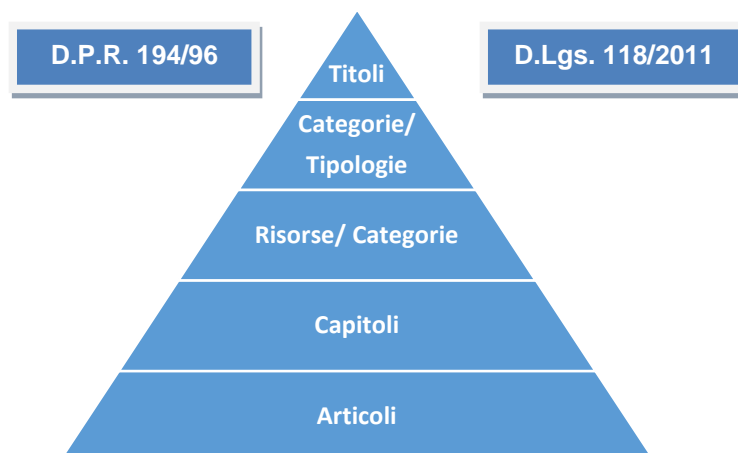 D.P.R. 194/96
D.Lgs. 118/2011
Titoli
Categorie/
Tipologie
Risorse/ Categorie
Capitoli
Articoli